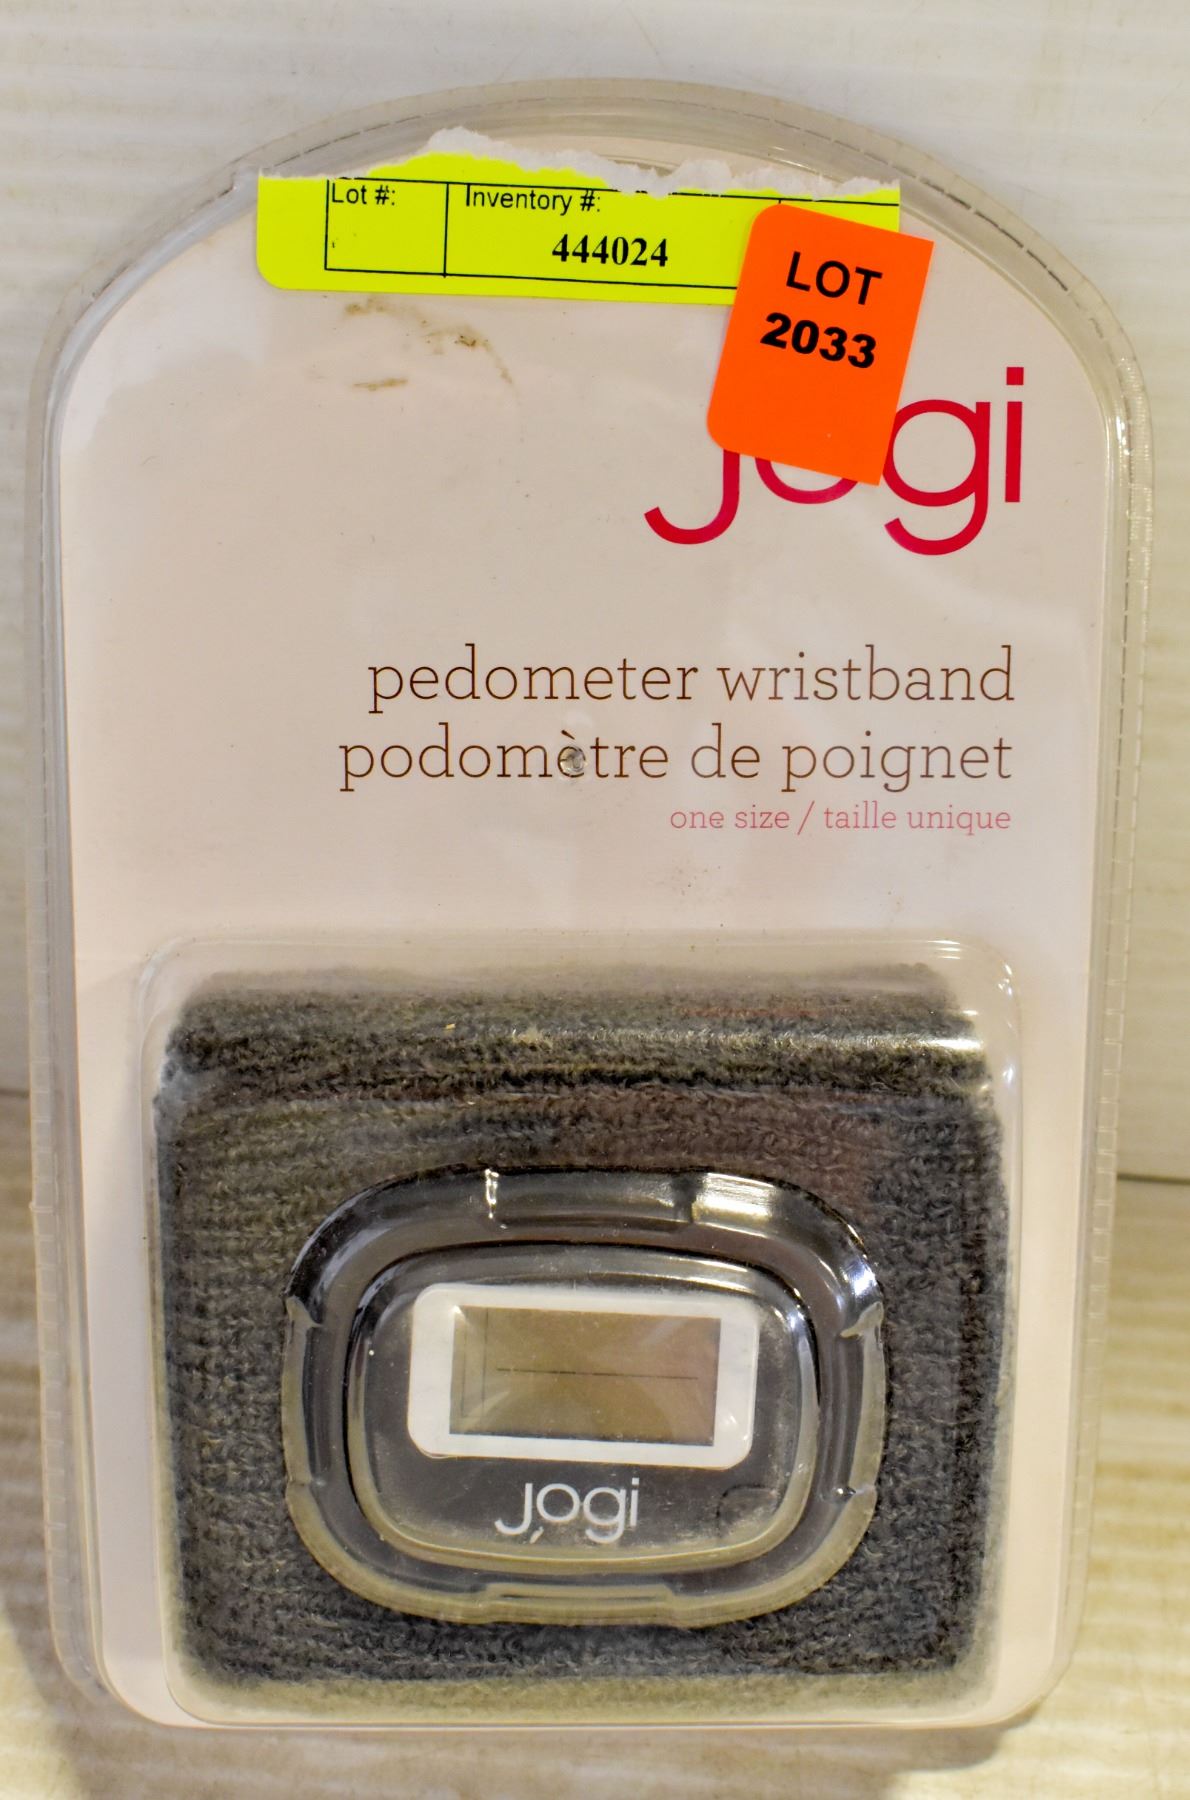 Lot #:
Inventory #:
444024
LOT
2033
jogi
pedometer wristband
podomètre de poignet
one size / taille unique
jogi